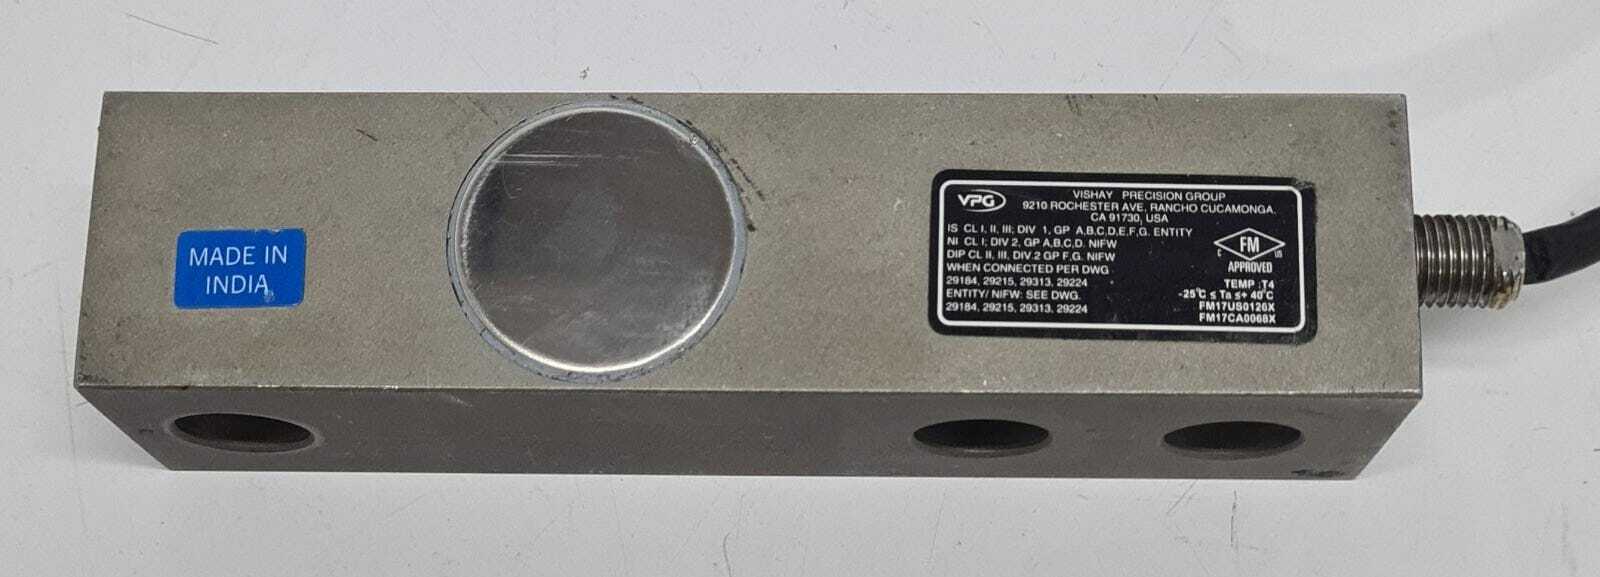 MADE IN
INDIA
VPG
VISHAY PRECISION GROUP
9210 ROCHESTER AVE, RANCHO CUCAMONGA,
CA 91730, USA
IS CL I, II, III; DIV 1, GP A,B,C,D,E,F,G. ENTITY
NI CL I; DIV 2, GP A,B,C,D. NIFW
DIP CL II, III, DIV.2 GP F,G. NIFW
WHEN CONNECTED PER DWG
29184, 29215, 29313, 29224
ENTITY/ NIFW: SEE DWG.
29184, 29215, 29313, 29224
FM
C US
APPROVED
TEMP :T4
-25°C ≤ Ta ≤+ 40°C
FM17US0126X
FM17CA0068X